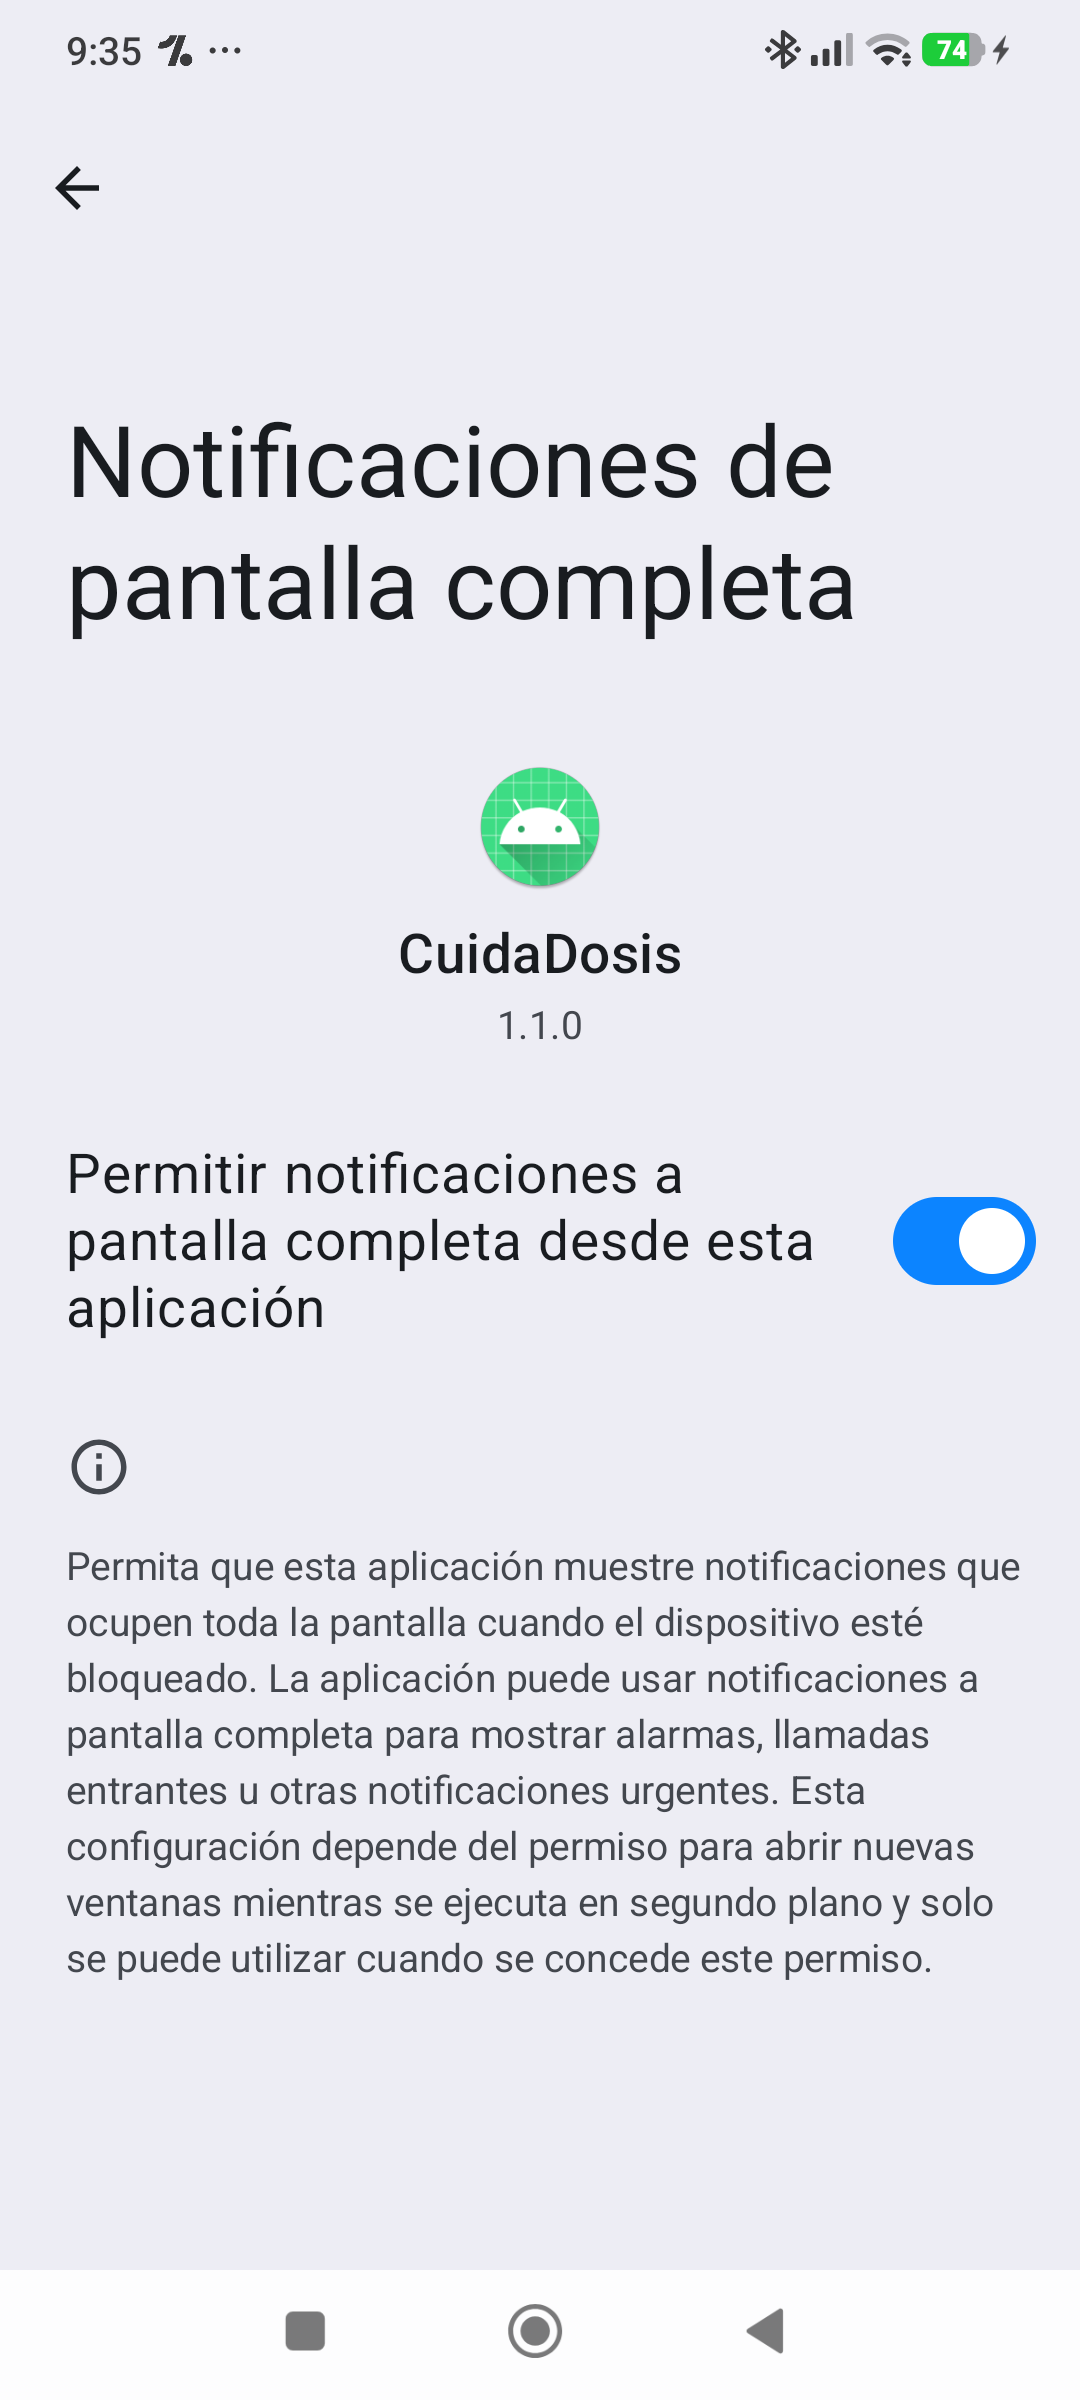 9:35
74
Notificaciones de
pantalla completa
CuidaDosis
1.1.0
Permitir notificaciones a
pantalla completa desde esta
aplicación
Permita que esta aplicación muestre notificaciones que
ocupen toda la pantalla cuando el dispositivo esté
bloqueado. La aplicación puede usar notificaciones a
pantalla completa para mostrar alarmas, llamadas
entrantes u otras notificaciones urgentes. Esta
configuración depende del permiso para abrir nuevas
ventanas mientras se ejecuta en segundo plano y solo
se puede utilizar cuando se concede este permiso.